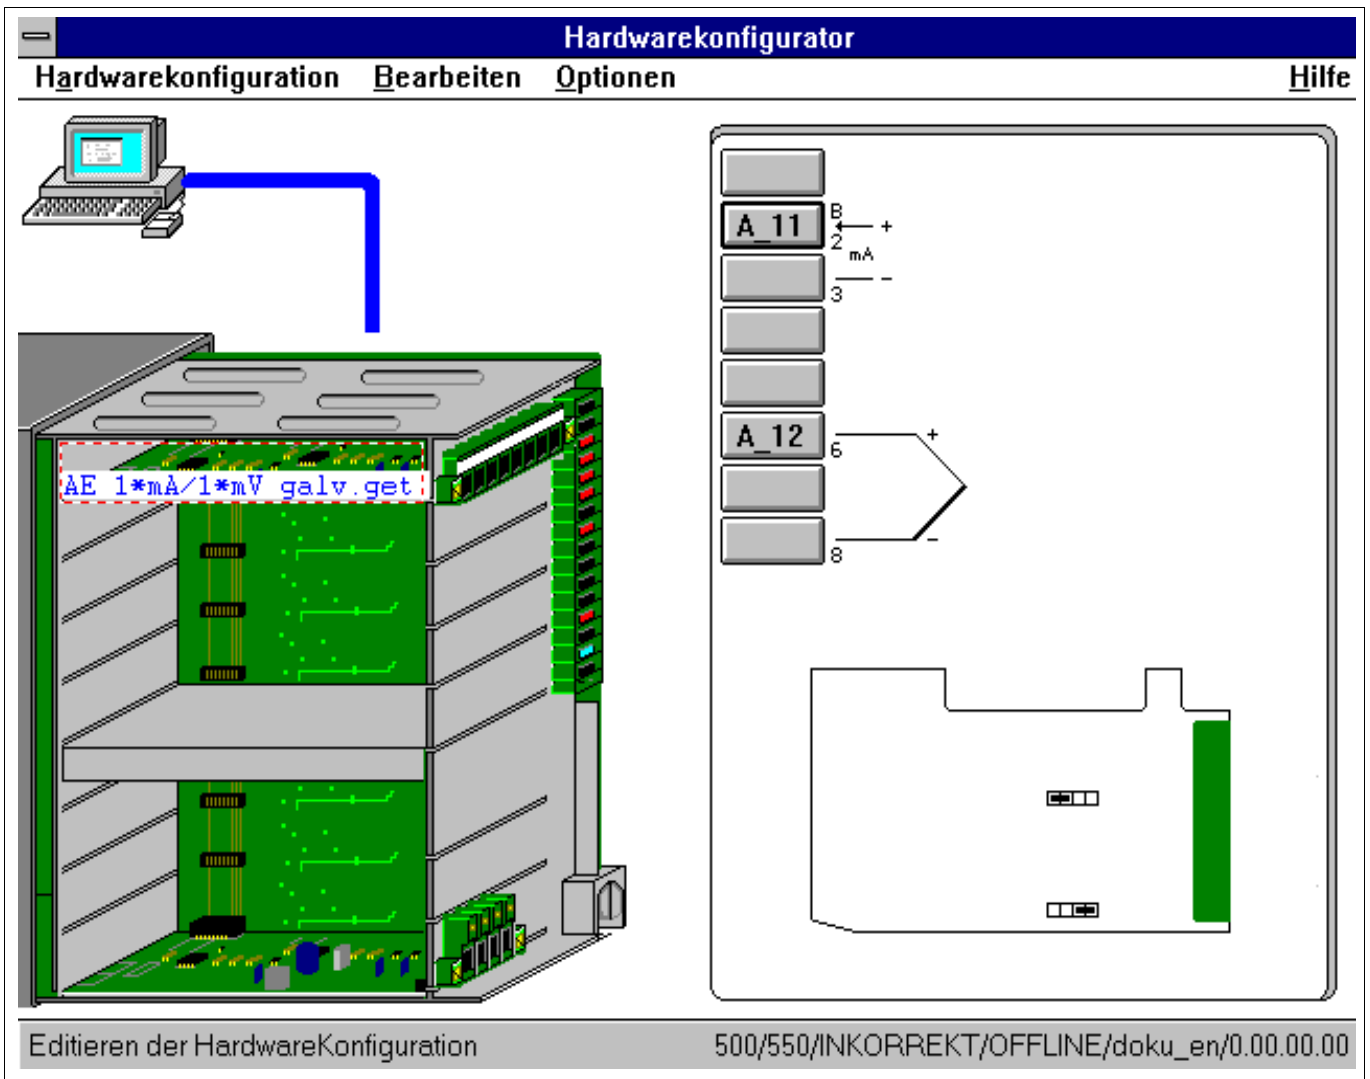 Hardwarekonfigurator
Hardwarekonfiguration Bearbeiten Optionen Hilfe
A_11 B + 
2
mA
3 −
A_12 6 +
8 −
AE 1*mA/1*mV galv.get
Editieren der HardwareKonfiguration 500/550/INKORREKT/OFFLINE/doku_en/0.00.00.00